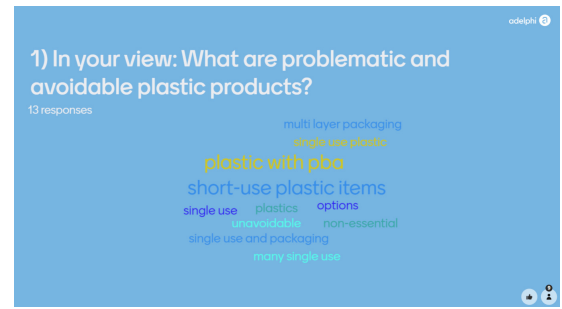 adelphi a
1) In your view: What are problematic and
avoidable plastic products?
13 responses
multi layer packaging
single use plastic
plastic with pba
short-use plastic items
single use plastics options
unavoidable non-essential
single use and packaging
many single use